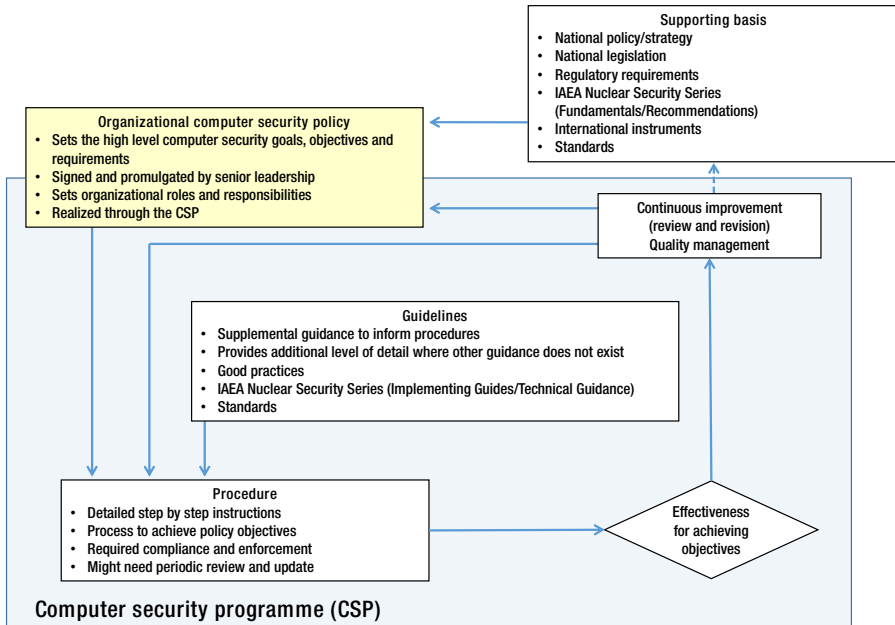 Supporting basis
• National policy/strategy
• National legislation
• Regulatory requirements
• IAEA Nuclear Security Series
(Fundamentals/Recommendations)
• International instruments
• Standards
Organizational computer security policy
• Sets the high level computer security goals, objectives and
requirements
• Signed and promulgated by senior leadership
• Sets organizational roles and responsibilities
• Realized through the CSP
Continuous improvement
(review and revision)
Quality management
Guidelines
• Supplemental guidance to inform procedures
• Provides additional level of detail where other guidance does not exist
• Good practices
• IAEA Nuclear Security Series (Implementing Guides/Technical Guidance)
• Standards
Procedure
• Detailed step by step instructions
• Process to achieve policy objectives
• Required compliance and enforcement
• Might need periodic review and update
Effectiveness
for achieving
objectives
Computer security programme (CSP)